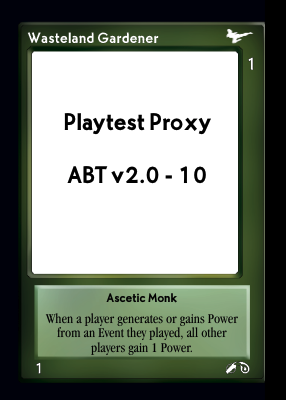 Wasteland Gardener
1
Playtest Proxy
ABT v2.0 - 10
Ascetic Monk
When a player generates or gains Power
from an Event they played, all other
players gain 1 Power.
1